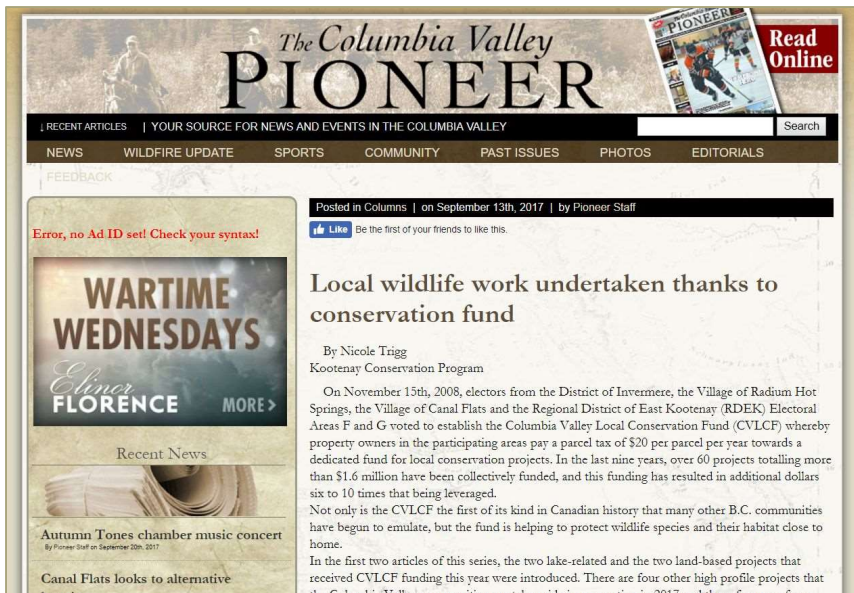 The Columbia Valley
PIONEER
PIONEER
Read
Online
↓ RECENT ARTICLES | YOUR SOURCE FOR NEWS AND EVENTS IN THE COLUMBIA VALLEY
Search
NEWS WILDFIRE UPDATE SPORTS COMMUNITY PAST ISSUES PHOTOS EDITORIALS
FEEDBACK
Error, no Ad ID set! Check your syntax!
WARTIME
WEDNESDAYS
Elinor
FLORENCE MORE >
Recent News
Autumn Tones chamber music concert
By Pioneer Staff on September 20th, 2017
Canal Flats looks to alternative
Posted in Columns | on September 13th, 2017 | by Pioneer Staff
Like Be the first of your friends to like this.
Local wildlife work undertaken thanks to
conservation fund
By Nicole Trigg
Kootenay Conservation Program
On November 15th, 2008, electors from the District of Invermere, the Village of Radium Hot
Springs, the Village of Canal Flats and the Regional District of East Kootenay (RDEK) Electoral
Areas F and G voted to establish the Columbia Valley Local Conservation Fund (CVLCF) whereby
property owners in the participating areas pay a parcel tax of $20 per parcel per year towards a
dedicated fund for local conservation projects. In the last nine years, over 60 projects totalling more
than $1.6 million have been collectively funded, and this funding has resulted in additional dollars
six to 10 times that being leveraged.
Not only is the CVLCF the first of its kind in Canadian history that many other B.C. communities
have begun to emulate, but the fund is helping to protect wildlife species and their habitat close to
home.
In the first two articles of this series, the two lake-related and the two land-based projects that
received CVLCF funding this year were introduced. There are four other high profile projects that